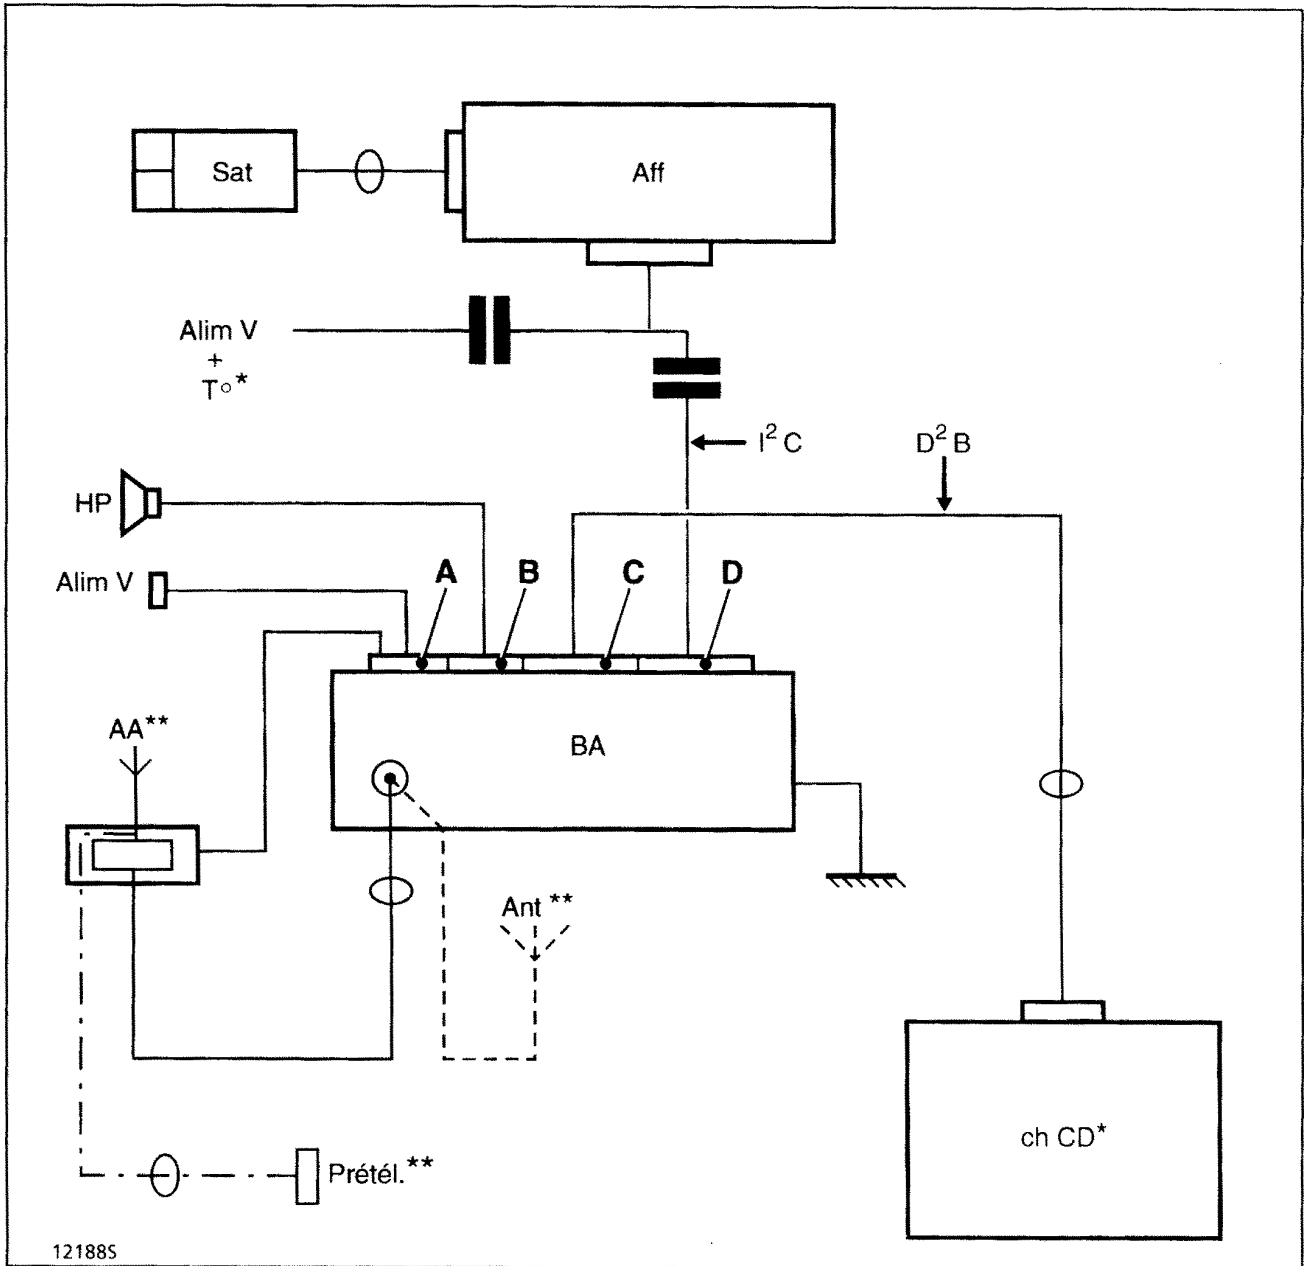 Sat
Aff
Alim V
+
T°*
I² C
D² B
HP
Alim V
A
B
C
D
AA**
BA
Ant **
ch CD*
Prétél.**
12188S